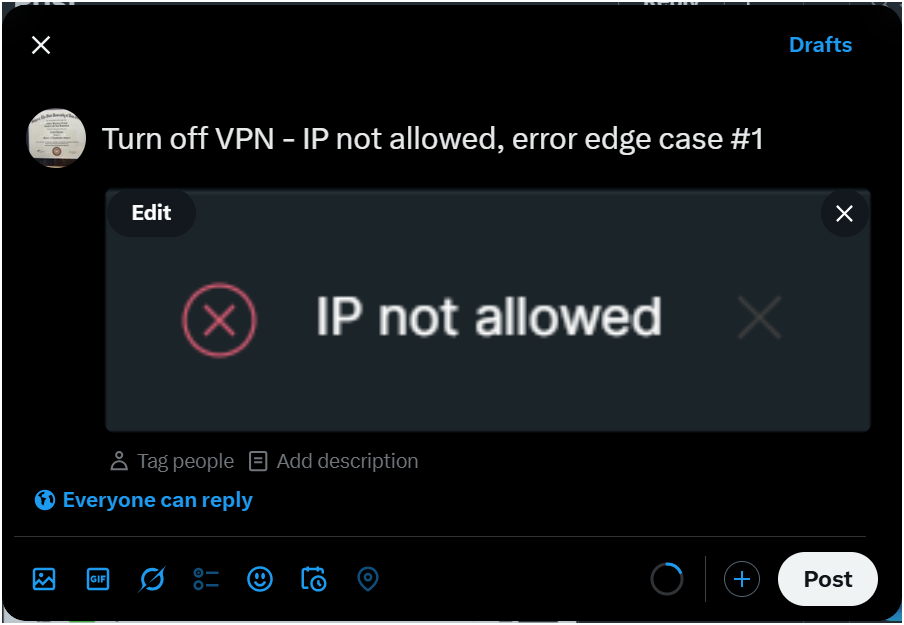 Drafts
Turn off VPN - IP not allowed, error edge case #1
Edit
IP not allowed
Tag people Add description
Everyone can reply
GIF
Post